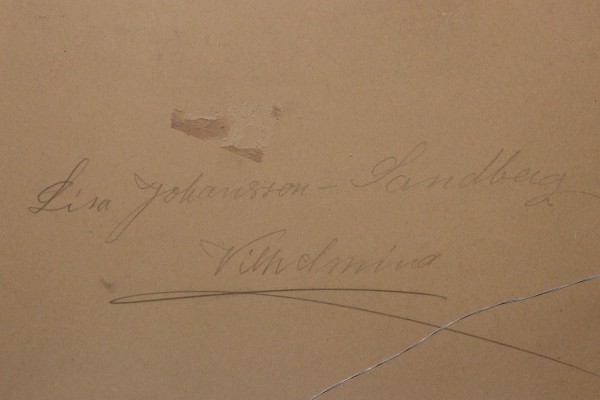 Lisa Johansson - Sandberg
Vilhelmina